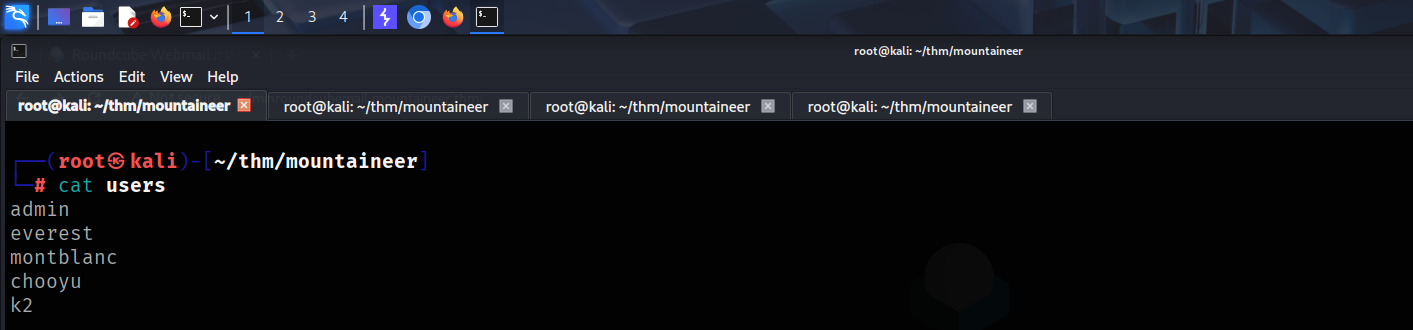 1 2 3 4
root@kali: ~/thm/mountaineer
File Actions Edit View Help
root@kali: ~/thm/mountaineer root@kali: ~/thm/mountaineer root@kali: ~/thm/mountaineer root@kali: ~/thm/mountaineer
┌──(root㉿kali)-[~/thm/mountaineer]
└─# cat users
admin
everest
montblanc
chooyu
k2